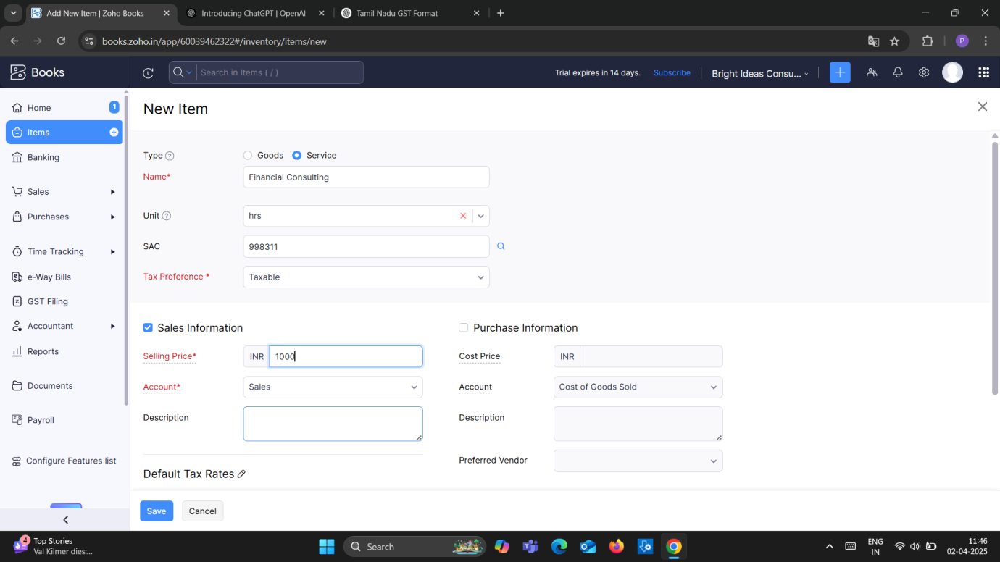 Add New Item | Zoho Books
Introducing ChatGPT | OpenAI
Tamil Nadu GST Format
books.zoho.in/app/60039462322#/inventory/items/new
P
Books
Search in Items ( / )
Trial expires in 14 days.
Subscribe
Bright Ideas Consu...
Home
1
Items
Banking
Sales
Purchases
Time Tracking
e-Way Bills
GST Filing
Accountant
Reports
Documents
Payroll
Configure Features list
New Item
Type
Goods
Service
Name*
Financial Consulting
Unit
hrs
SAC
998311
Tax Preference *
Taxable
Sales Information
Selling Price*
INR
1000
Account*
Sales
Description
Default Tax Rates
Purchase Information
Cost Price
INR
Account
Cost of Goods Sold
Description
Preferred Vendor
Save
Cancel
4
Top Stories
Val Kilmer dies:...
Search
ENG
IN
11:46
02-04-2025